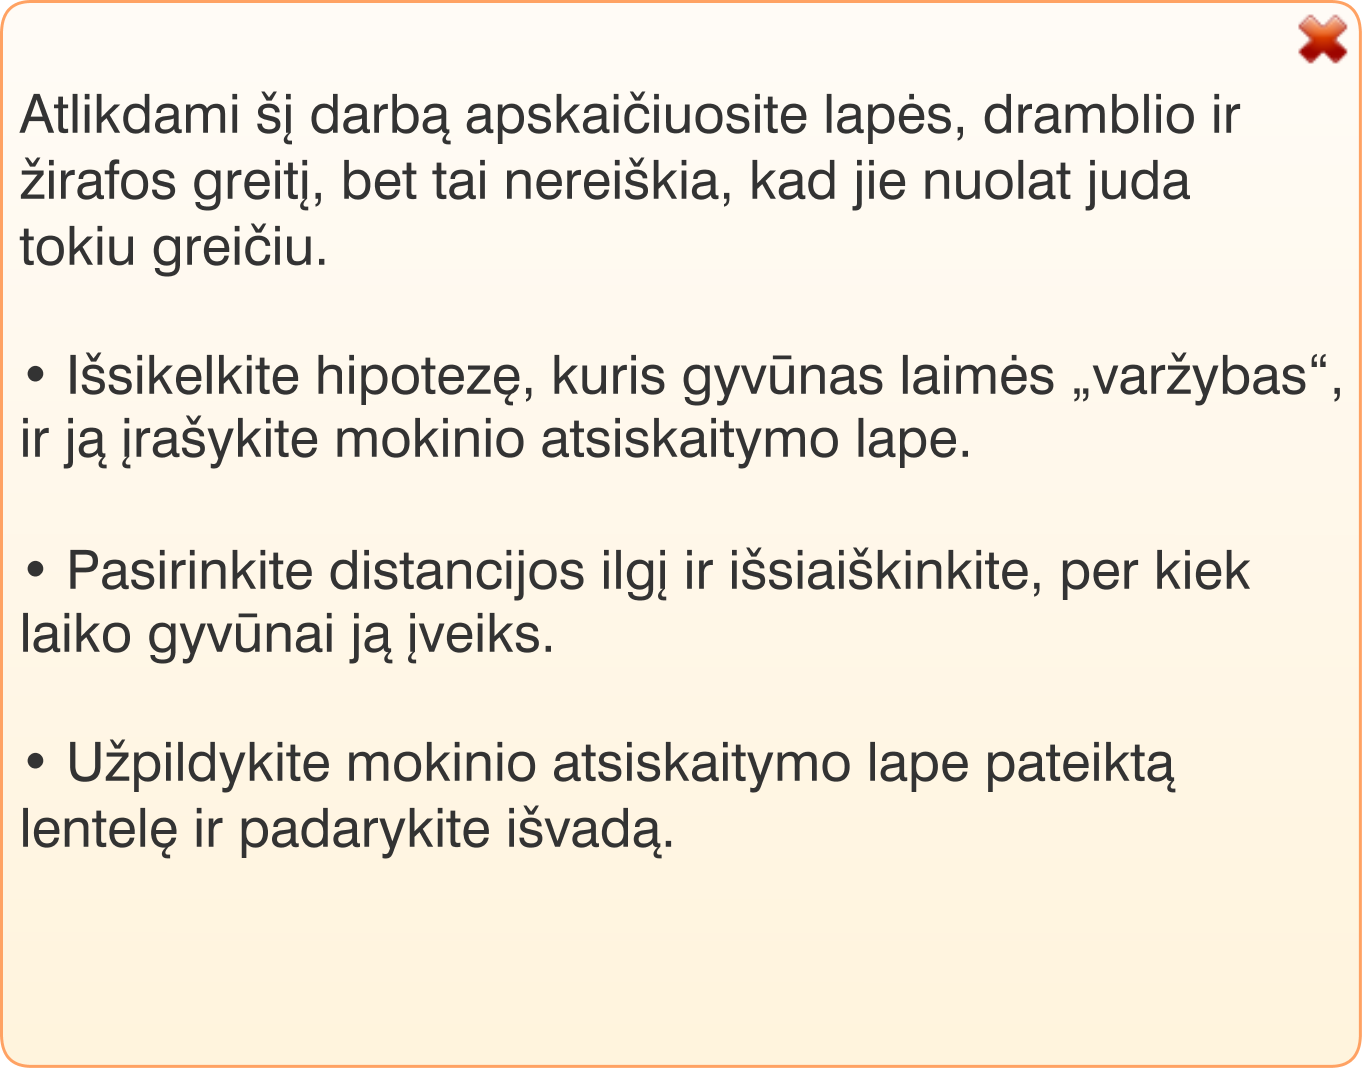 Atlikdami šį darbą apskaičiuosite lapės, dramblio ir
žirafos greitį, bet tai nereiškia, kad jie nuolat juda
tokiu greičiu.
• Išsikelkite hipotezę, kuris gyvūnas laimės „varžybas“,
ir ją įrašykite mokinio atsiskaitymo lape.
• Pasirinkite distancijos ilgį ir išsiaiškinkite, per kiek
laiko gyvūnai ją įveiks.
• Užpildykite mokinio atsiskaitymo lape pateiktą
lentelę ir padarykite išvadą.